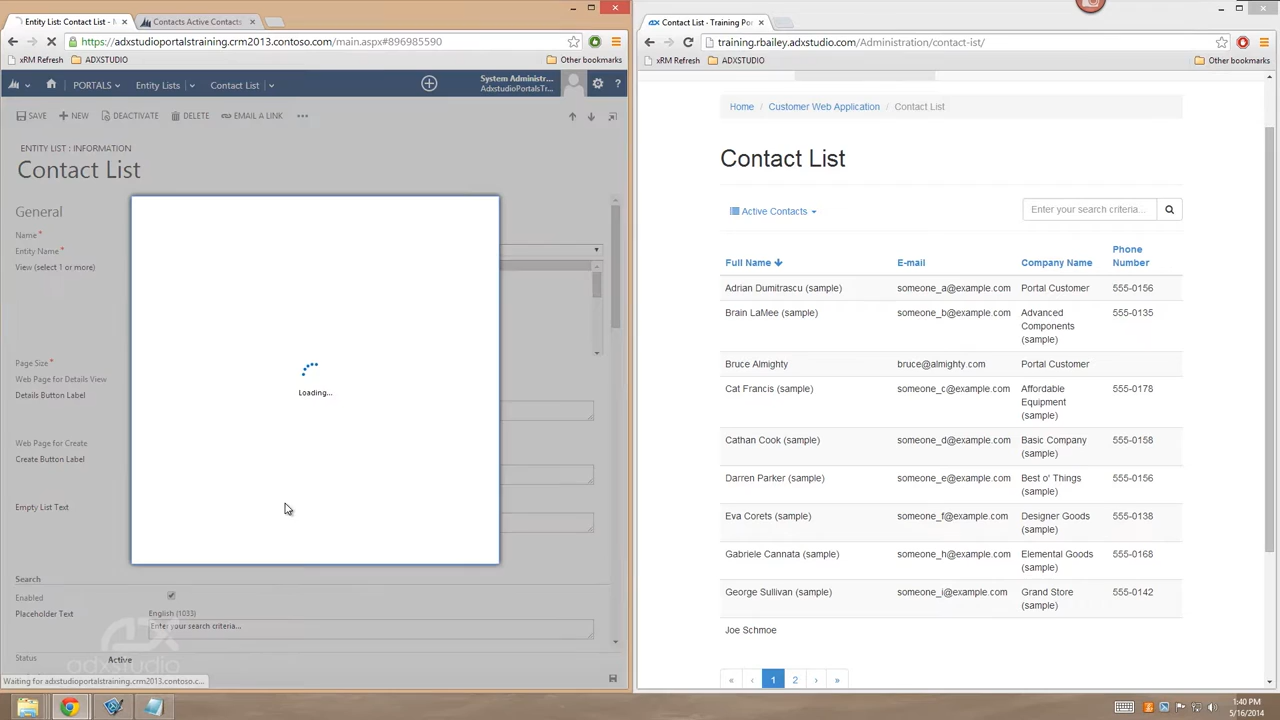 Entity List: Contact List - M
Contacts Active Contacts
https://adxstudioportalstraining.crm2013.contoso.com/main.aspx#896985590
xRM Refresh
ADXSTUDIO
Other bookmarks
PORTALS
Entity Lists
Contact List
System Administr...
AdxstudioPortalsTr...
SAVE
NEW
DEACTIVATE
DELETE
EMAIL A LINK
ENTITY LIST : INFORMATION
Contact List
General
Name *
Entity Name *
View (select 1 or more)
Page Size *
Web Page for Details View
Details Button Label
Web Page for Create
Create Button Label
Empty List Text
Loading...
Search
Enabled
Placeholder Text
English (1033)
Enter your search criteria...
Status
Active
adxstudio
Waiting for adxstudioportalstraining.crm2013.contoso.c...
Contact List - Training Por
training.rbailey.adxstudio.com/Administration/contact-ist/
xRM Refresh
ADXSTUDIO
Other bookmarks
Home / Customer Web Application / Contact List
Contact List
Active Contacts
Enter your search criteria...
Full Name
E-mail
Company Name
Phone Number
Adrian Dumitrascu (sample) someone_a@example.com Portal Customer 555-0156
Brain LaMee (sample) someone_b@example.com Advanced Components (sample) 555-0135
Bruce Almighty bruce@almighty.com Portal Customer
Cat Francis (sample) someone_c@example.com Affordable Equipment (sample) 555-0178
Cathan Cook (sample) someone_d@example.com Basic Company (sample) 555-0158
Darren Parker (sample) someone_e@example.com Best o' Things (sample) 555-0156
Eva Corets (sample) someone_f@example.com Designer Goods (sample) 555-0138
Gabriele Cannata (sample) someone_h@example.com Elemental Goods (sample) 555-0168
George Sullivan (sample) someone_i@example.com Grand Store (sample) 555-0142
Joe Schmoe
« ‹ 1 2 › »
1:40 PM
5/16/2014